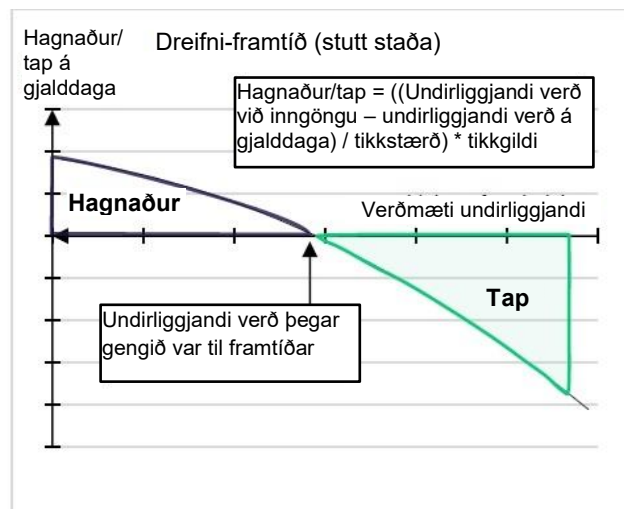 Hagnaður/
tap á
gjalddaga
Dreifni-framtíð (stutt staða)
Hagnaður/tap = ((Undirliggjandi verð
við inngöngu – undirliggjandi verð á
gjalddaga) / tikkstærð) * tikkgildi
Hagnaður
Verðmæti undirliggjandi
Tap
Undirliggjandi verð þegar
gengið var til framtíðar